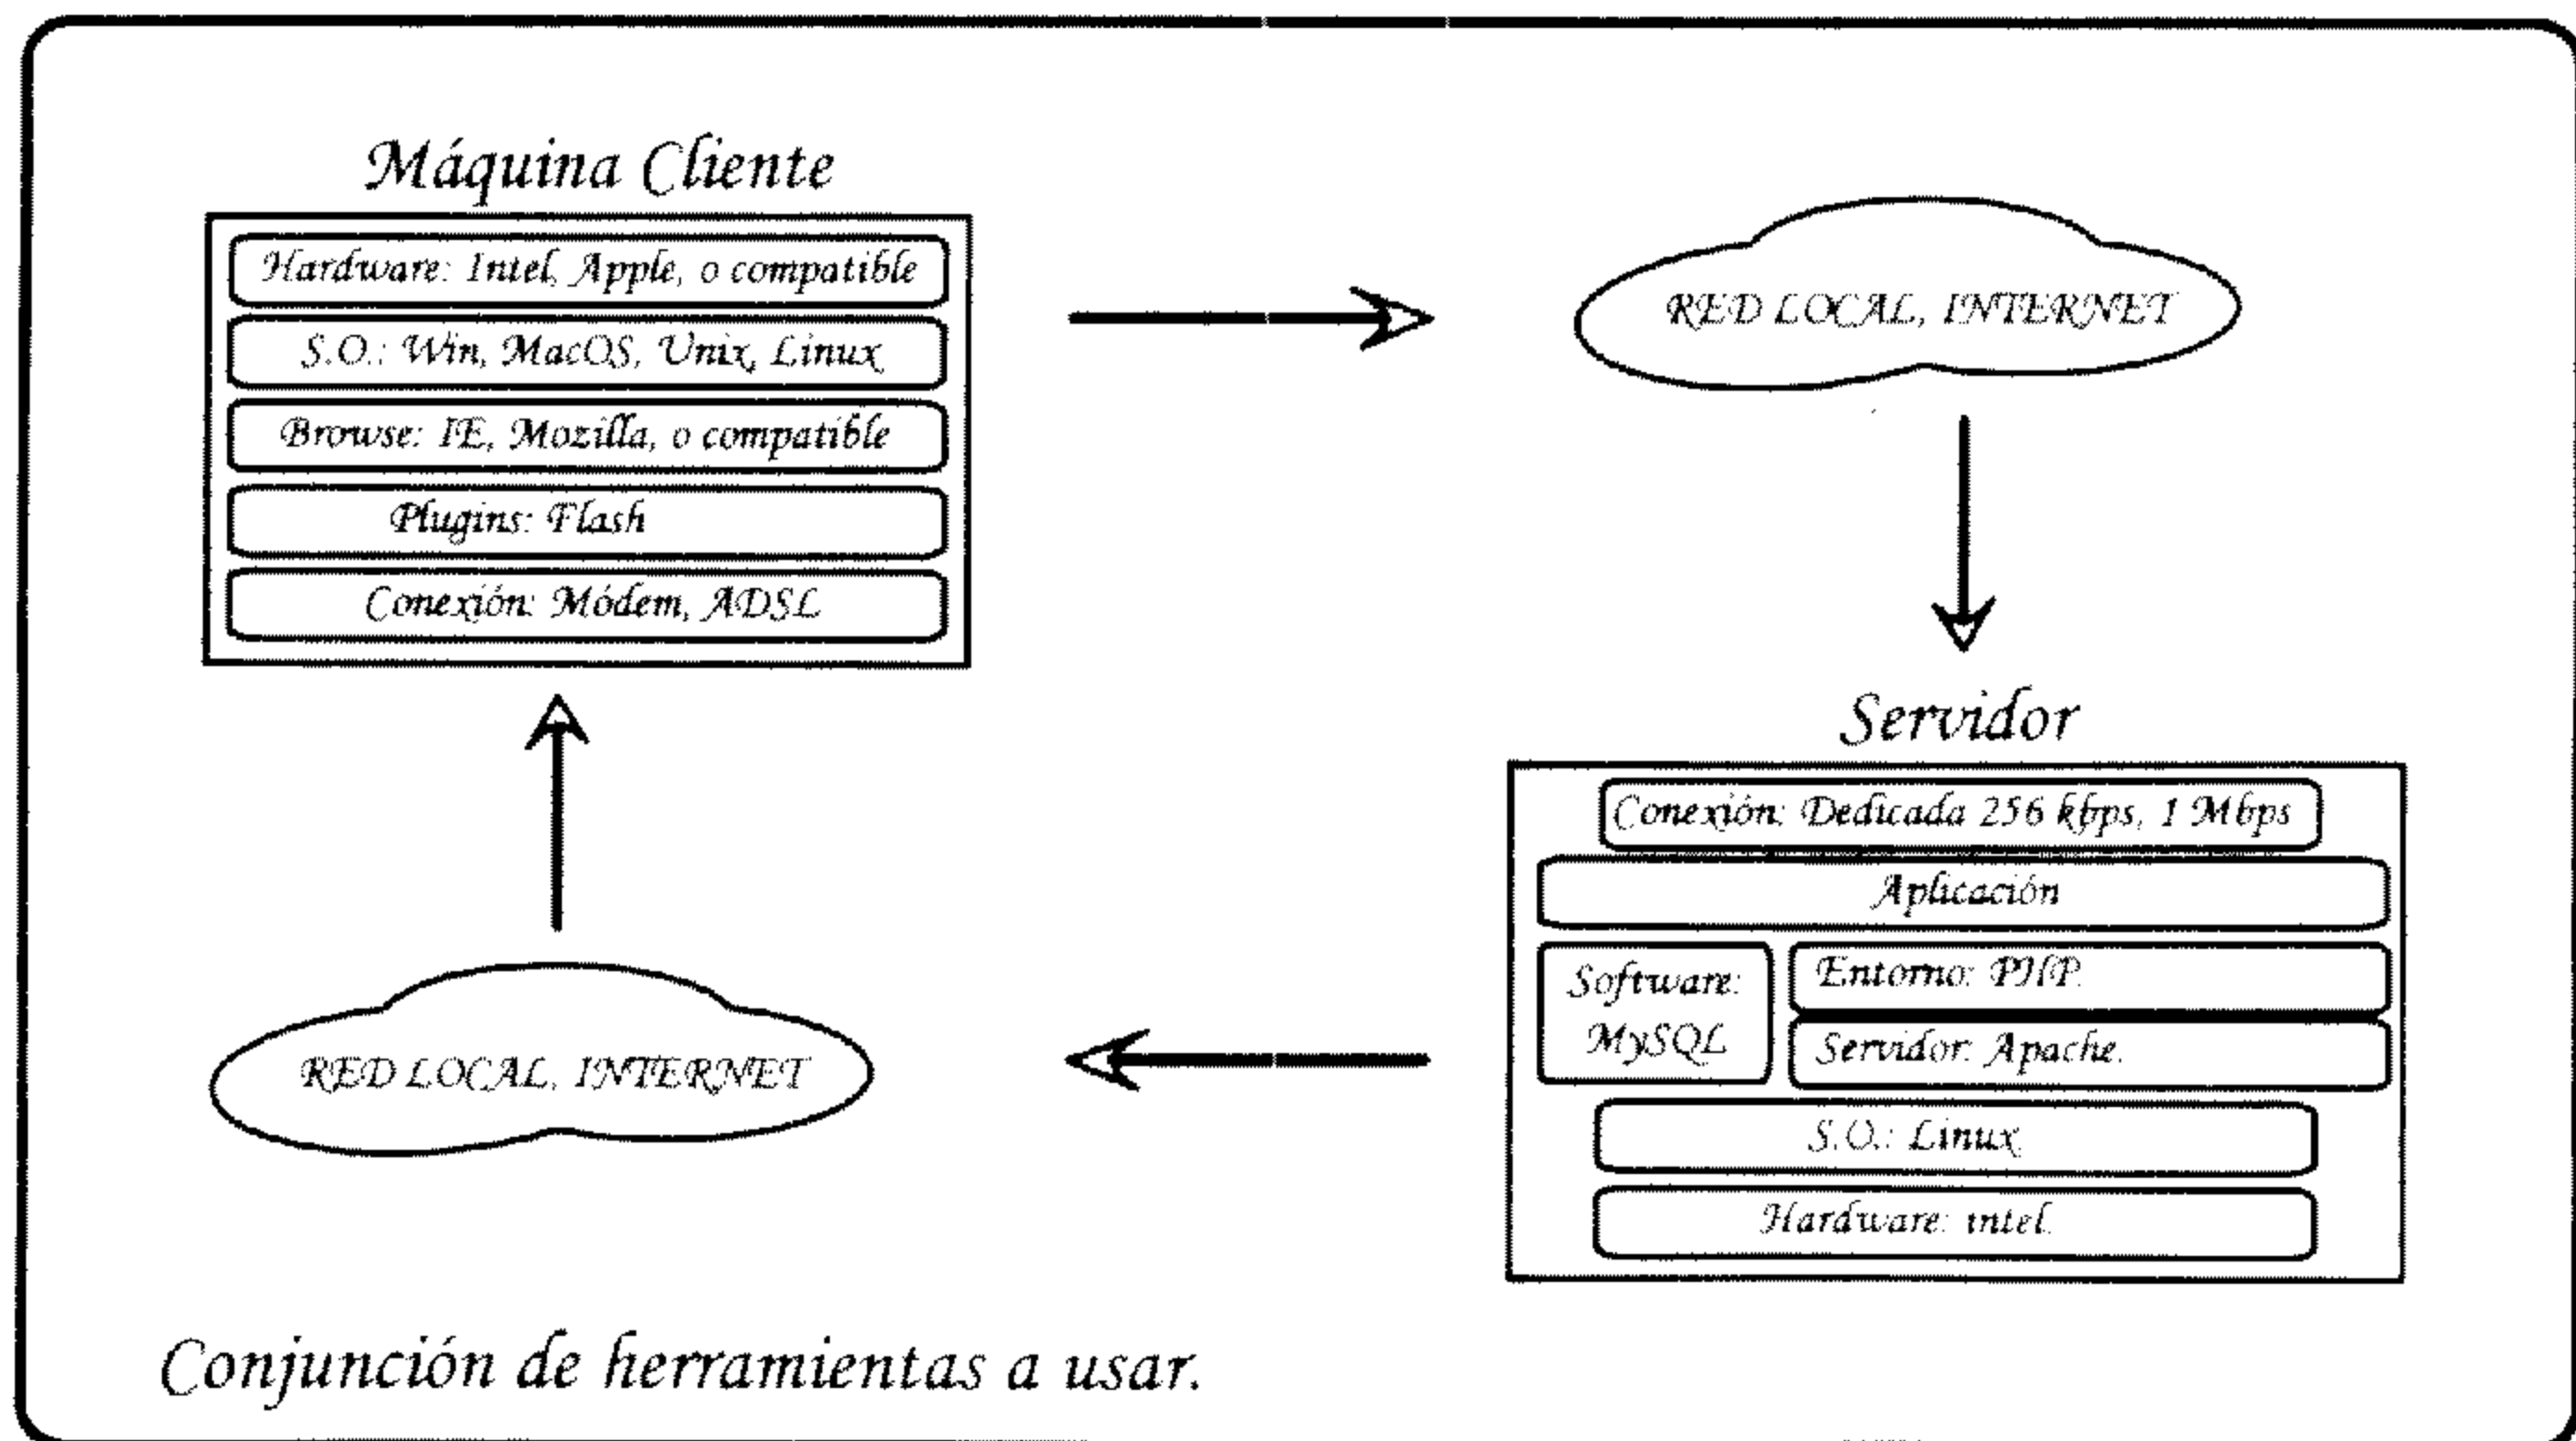 Máquina Cliente
Hardware: Intel, Apple, o compatible
S.O.: Win, MacOS, Unix, Linux
Browse: IE, Mozilla, o compatible
Plugins: Flash
Conexión: Módem, ADSL
RED LOCAL, INTERNET
Servidor
Conexión: Dedicada 256 kbps, 1 Mbps
Aplicación
Software:
MySQL
Entorno: PHP.
Servidor: Apache.
S.O.: Linux
Hardware: intel.
RED LOCAL, INTERNET
Conjunción de herramientas a usar.